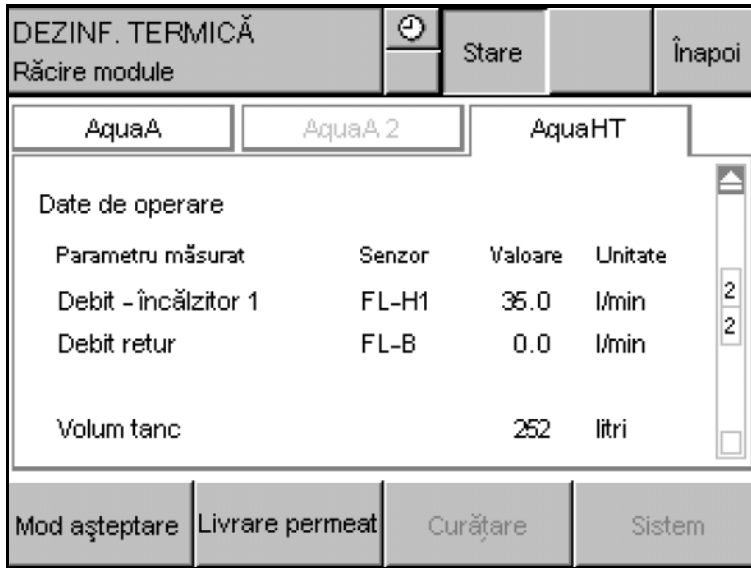 DEZINF. TERMICĂ
Răcire module
Stare
Înapoi
AquaA
AquaA 2
AquaHT
Date de operare
Parametru măsurat Senzor Valoare Unitate
Debit - încălzitor 1 FL-H1 35.0 l/min
Debit retur FL-B 0.0 l/min
Volum tanc 252 litri
2
2
Mod aşteptare
Livrare permeat
Curăţare
Sistem